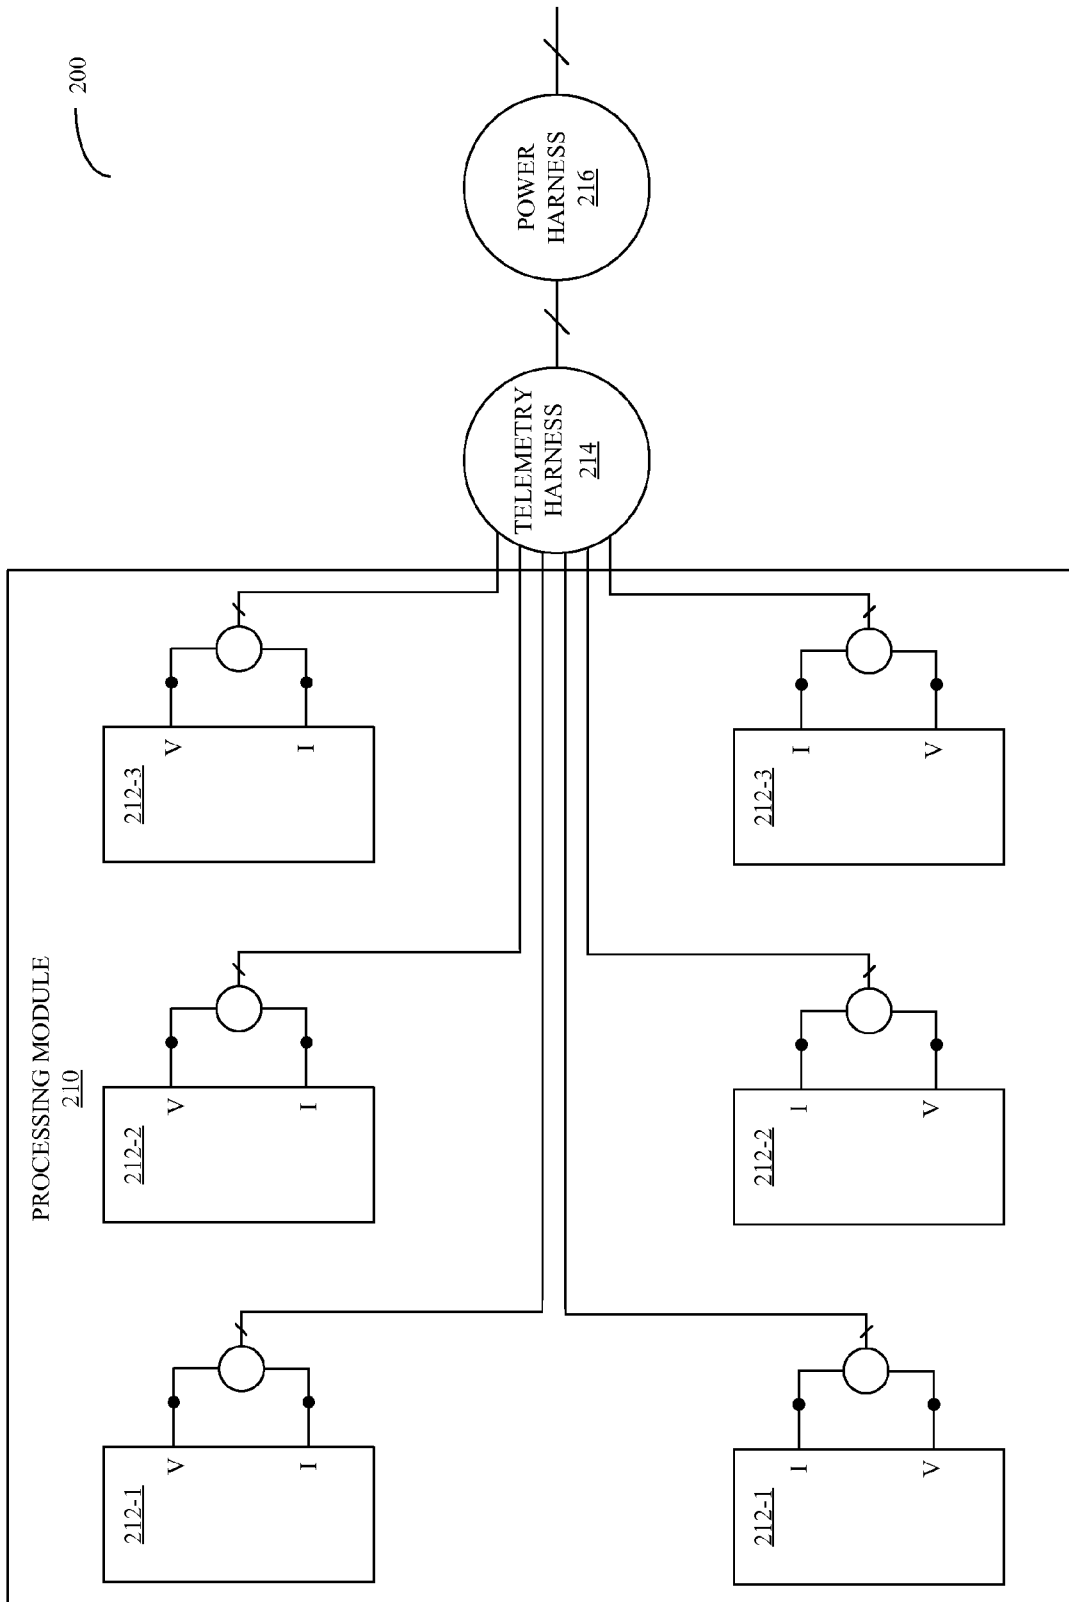 200
PROCESSING MODULE
210
212-1
V
I
212-2
V
I
212-3
V
I
212-1
I
V
212-2
I
V
212-3
I
V
TELEMETRY
HARNESS
214
POWER
HARNESS
216